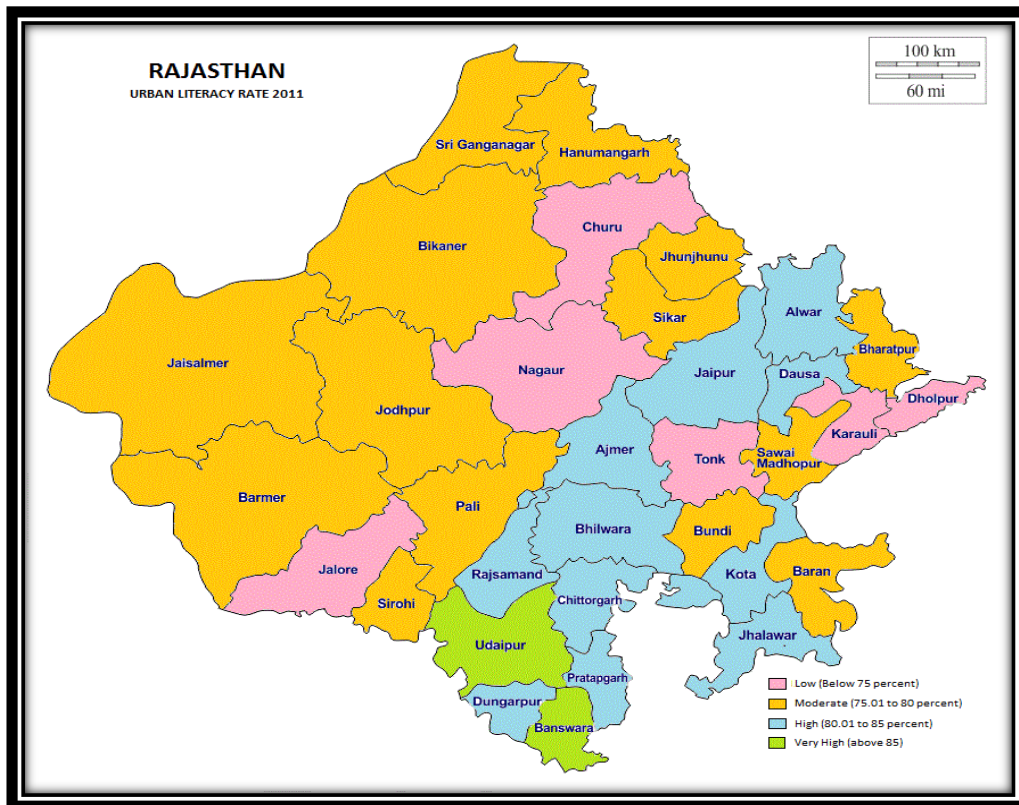 RAJASTHAN
URBAN LITERACY RATE 2011
100 km
60 mi
Sri Ganganagar
Hanumangarh
Churu
Bikaner
Jhunjhunu
Sikar
Alwar
Bharatpur
Jaisalmer
Nagaur
Jaipur
Dausa
Dholpur
Jodhpur
Karauli
Ajmer
Tonk
Sawai
Madhopur
Barmer
Pali
Bhilwara
Bundi
Jalore
Rajsamand
Kota
Baran
Sirohi
Chittorgarh
Jhalawar
Udaipur
Pratapgarh
Dungarpur
Banswara
Low (Below 75 percent)
Moderate (75.01 to 80 percent)
High (80.01 to 85 percent)
Very High (above 85)